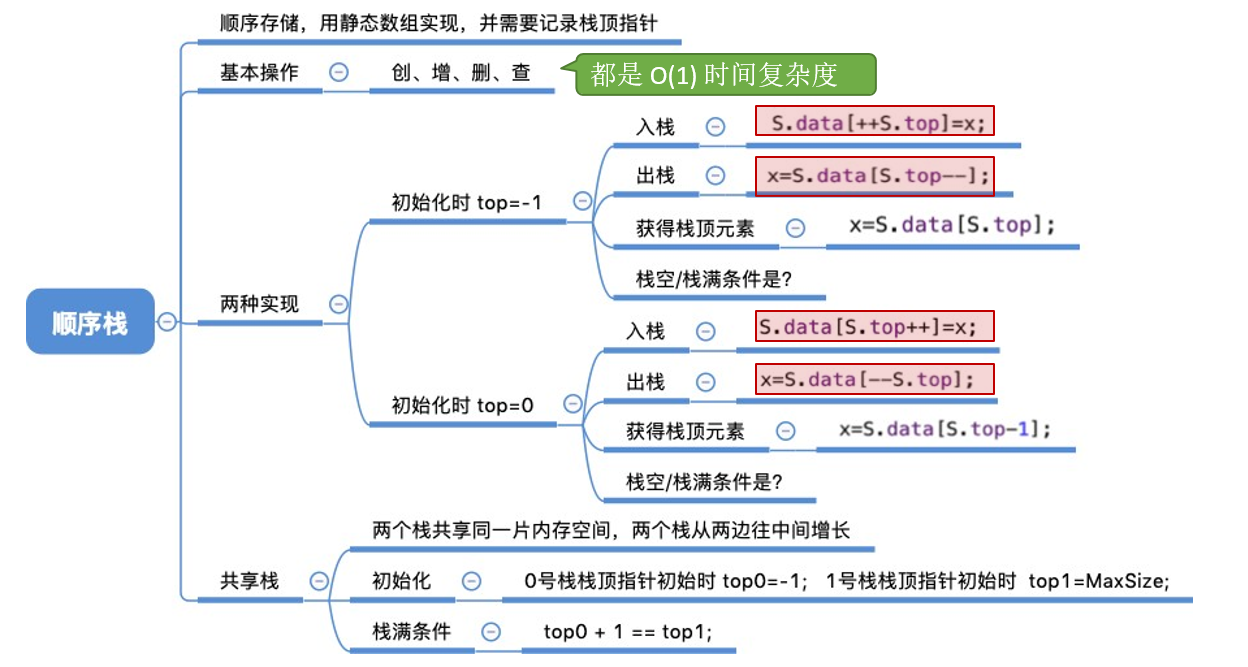 顺序存储，用静态数组实现，并需要记录栈顶指针
基本操作
创、增、删、查
都是 O(1) 时间复杂度
顺序栈
两种实现
初始化时 top=-1
入栈
S.data[++S.top]=x;
出栈
x=S.data[S.top--];
获得栈顶元素
x=S.data[S.top];
栈空/栈满条件是?
初始化时 top=0
入栈
S.data[S.top++]=x;
出栈
x=S.data[--S.top];
获得栈顶元素
x=S.data[S.top-1];
栈空/栈满条件是?
共享栈
两个栈共享同一片内存空间，两个栈从两边往中间增长
初始化
0号栈栈顶指针初始时 top0=-1; 1号栈栈顶指针初始时 top1=MaxSize;
栈满条件
top0 + 1 == top1;